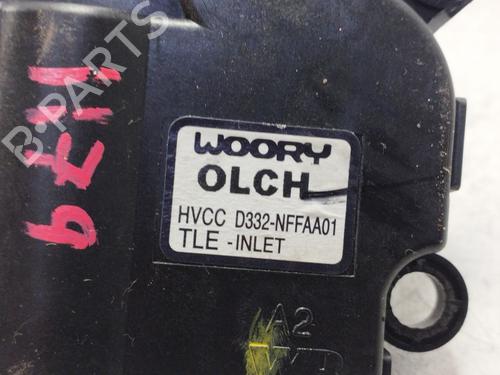 B-PARTS
WOORY
OLCH
HVCC D332-NFFAA01
TLE - INLET
A2